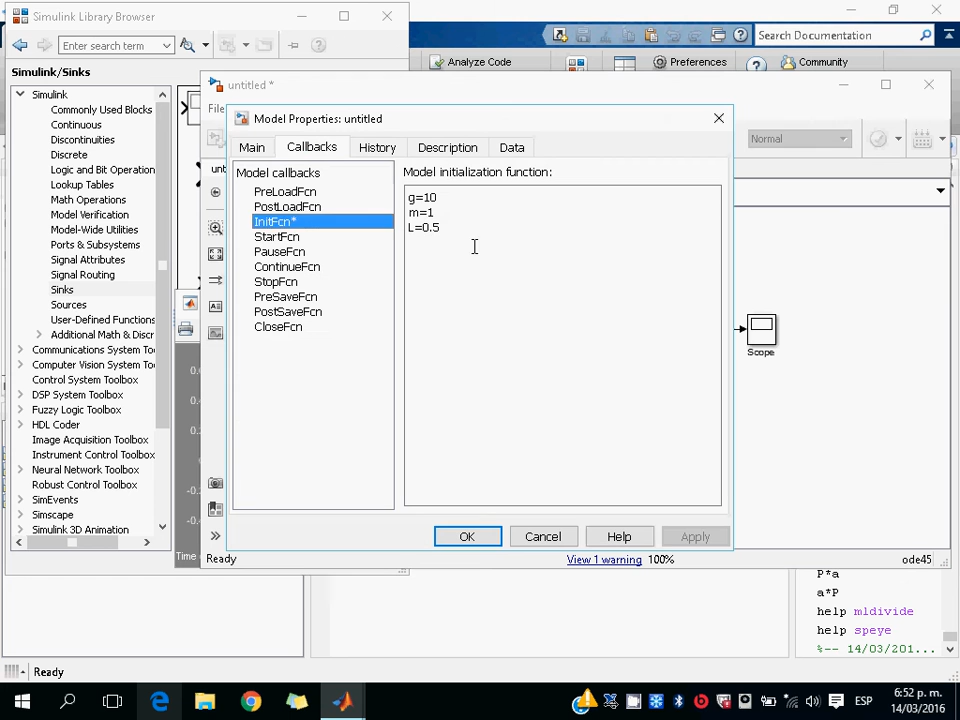 Simulink Library Browser
Enter search term
Simulink/Sinks
Simulink
Commonly Used Blocks
Continuous
Discontinuities
Discrete
Logic and Bit Operations
Lookup Tables
Math Operations
Model Verification
Model-Wide Utilities
Ports & Subsystems
Signal Attributes
Signal Routing
Sinks
Sources
User-Defined Functions
Additional Math & Discr
Communications System To
Computer Vision System To
Control System Toolbox
DSP System Toolbox
Fuzzy Logic Toolbox
HDL Coder
Image Acquisition Toolbox
Instrument Control Toolbox
Neural Network Toolbox
Robust Control Toolbox
SimEvents
Simscape
Simulink 3D Animation
Search Documentation
Analyze Code
Preferences
Community
untitled *
File
Normal
Model Properties: untitled
Main
Callbacks
History
Description
Data
Model callbacks
PreLoadFcn
PostLoadFcn
InitFcn*
StartFcn
PauseFcn
ContinueFcn
StopFcn
PreSaveFcn
PostSaveFcn
CloseFcn
Model initialization function:
g=10
m=1
L=0.5
OK
Cancel
Help
Apply
Scope
Time
Ready
View 1 warning
100%
ode45
P*a
a*P
help mldivide
help speye
%-- 14/03/201...
Ready
ESP
6:52 p. m.
14/03/2016